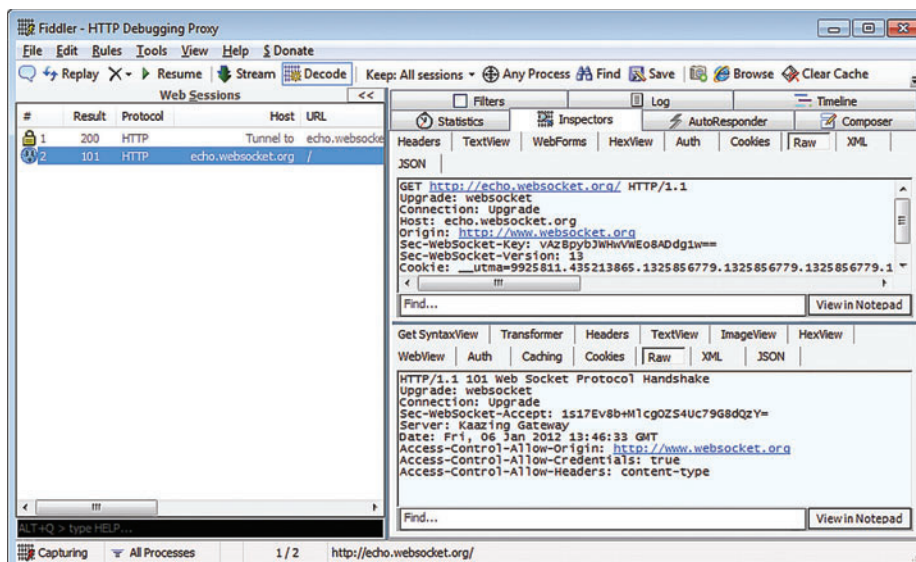 Fiddler - HTTP Debugging Proxy
File Edit Rules Tools View Help $ Donate
Replay Resume Stream Decode Keep: All sessions Any Process Find Save Browse Clear Cache
Web Sessions <<
# Result Protocol Host URL
1 200 HTTP Tunnel to echo.websocke
2 101 HTTP echo.websocket.org /
ALT+Q > type HELP...
Filters Log Timeline
Statistics Inspectors AutoResponder Composer
Headers TextView WebForms HexView Auth Cookies Raw XML
JSON
GET http://echo.websocket.org/ HTTP/1.1
Upgrade: websocket
Connection: Upgrade
Host: echo.websocket.org
Origin: http://www.websocket.org
Sec-WebSocket-Key: vAzBpybJWHwVWEo8ADdg1w==
Sec-WebSocket-Version: 13
Cookie: __utma=9925811.435213865.1325856779.1325856779.1325856779.1
Find... View in Notepad
Get SyntaxView Transformer Headers TextView ImageView HexView
WebView Auth Caching Cookies Raw XML JSON
HTTP/1.1 101 Web Socket Protocol Handshake
Upgrade: websocket
Connection: Upgrade
Sec-WebSocket-Accept: 1s17Ev8b+MlcgOZS4Uc79G8dQzY=
Server: Kaazing Gateway
Date: Fri, 06 Jan 2012 13:46:33 GMT
Access-Control-Allow-Origin: http://www.websocket.org
Access-Control-Allow-Credentials: true
Access-Control-Allow-Headers: content-type
Find... View in Notepad
Capturing All Processes 1 / 2 http://echo.websocket.org/